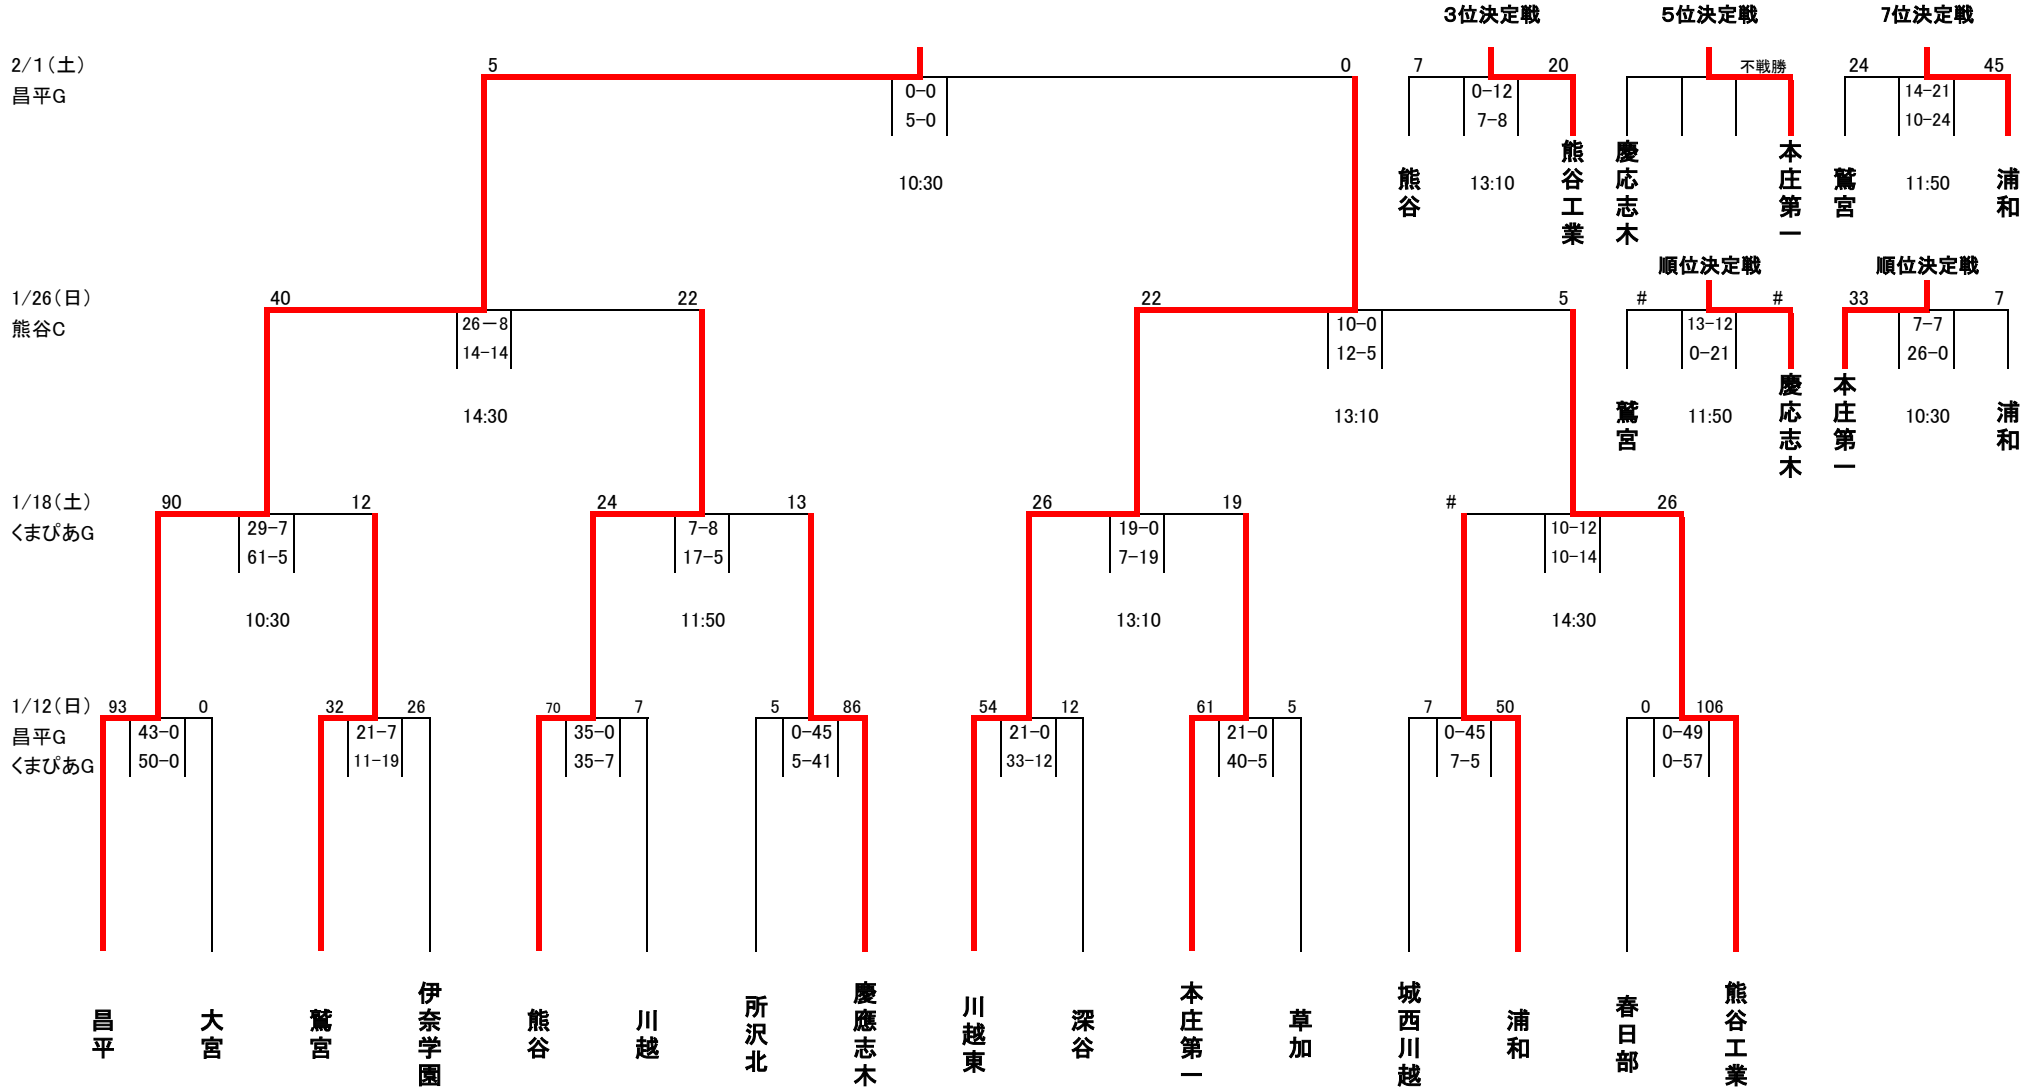 3位決定戦 5位決定戦 7位決定戦
2/1(土) 5 0 7 20 不戦勝 24 45
昌平G 0-0 0-12 14-21
5-0 7-8 10-24
10:30 13:10 11:50
熊谷 熊谷工業 慶応志木 本庄第一 鷲宮 浦和
順位決定戦 順位決定戦
1/26(日) 40 22 22 5 # # 33 7
熊谷C 26-8 10-0 13-12 7-7
14-14 12-5 0-21 26-0
14:30 13:10 11:50 10:30
鷲宮 慶応志木 本庄第一 浦和
1/18(土) 90 12 24 13 26 19 # 26
くまぴあG 29-7 7-8 19-0 10-12
61-5 17-5 7-19 10-14
10:30 11:50 13:10 14:30
1/12(日) 93 0 32 26 70 7 5 86 54 12 61 5 7 50 0 106
昌平G 43-0 21-7 35-0 0-45 21-0 21-0 0-45 0-49
くまぴあG 50-0 11-19 35-7 5-41 33-12 40-5 7-5 0-57
昌平 大宮 鷲宮 伊奈学園 熊谷 川越 所沢北 慶應志木 川越東 深谷 本庄第一 草加 城西川越 浦和 春日部 熊谷工業